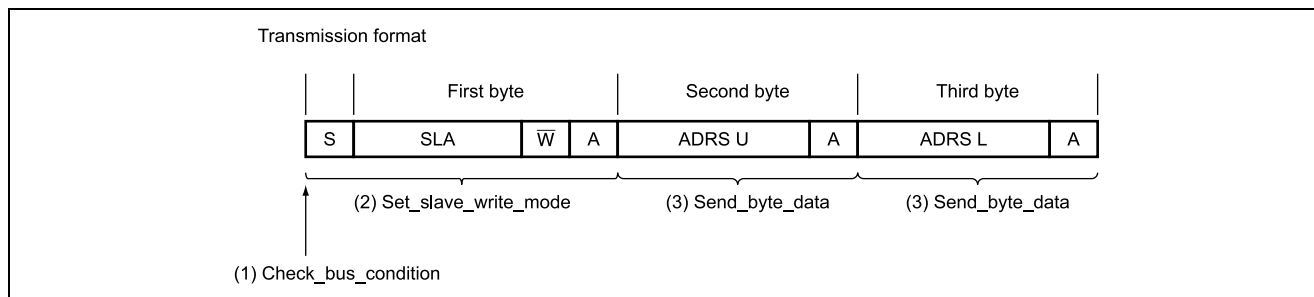 Transmission format
First byte Second byte Third byte
S SLA W̅ A ADRS U A ADRS L A
(2) Set_slave_write_mode (3) Send_byte_data (3) Send_byte_data
(1) Check_bus_condition